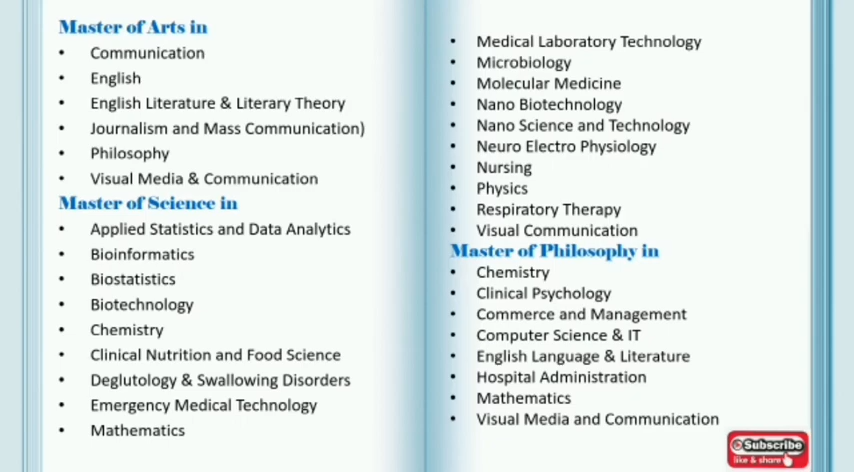 Master of Arts in
• Communication
• English
• English Literature & Literary Theory
• Journalism and Mass Communication)
• Philosophy
• Visual Media & Communication
Master of Science in
• Applied Statistics and Data Analytics
• Bioinformatics
• Biostatistics
• Biotechnology
• Chemistry
• Clinical Nutrition and Food Science
• Deglutology & Swallowing Disorders
• Emergency Medical Technology
• Mathematics
• Medical Laboratory Technology
• Microbiology
• Molecular Medicine
• Nano Biotechnology
• Nano Science and Technology
• Neuro Electro Physiology
• Nursing
• Physics
• Respiratory Therapy
• Visual Communication
Master of Philosophy in
• Chemistry
• Clinical Psychology
• Commerce and Management
• Computer Science & IT
• English Language & Literature
• Hospital Administration
• Mathematics
• Visual Media and Communication
Subscribe
like & share